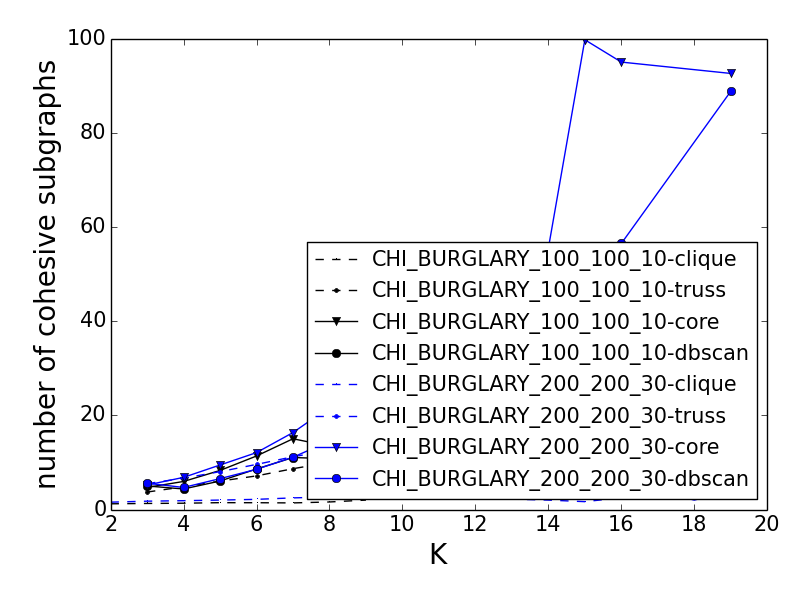 100
80
60
40
20
0
number of cohesive subgraphs
CHI_BURGLARY_100_100_10-clique
CHI_BURGLARY_100_100_10-truss
CHI_BURGLARY_100_100_10-core
CHI_BURGLARY_100_100_10-dbscan
CHI_BURGLARY_200_200_30-clique
CHI_BURGLARY_200_200_30-truss
CHI_BURGLARY_200_200_30-core
CHI_BURGLARY_200_200_30-dbscan
2 4 6 8 10 12 14 16 18 20
K